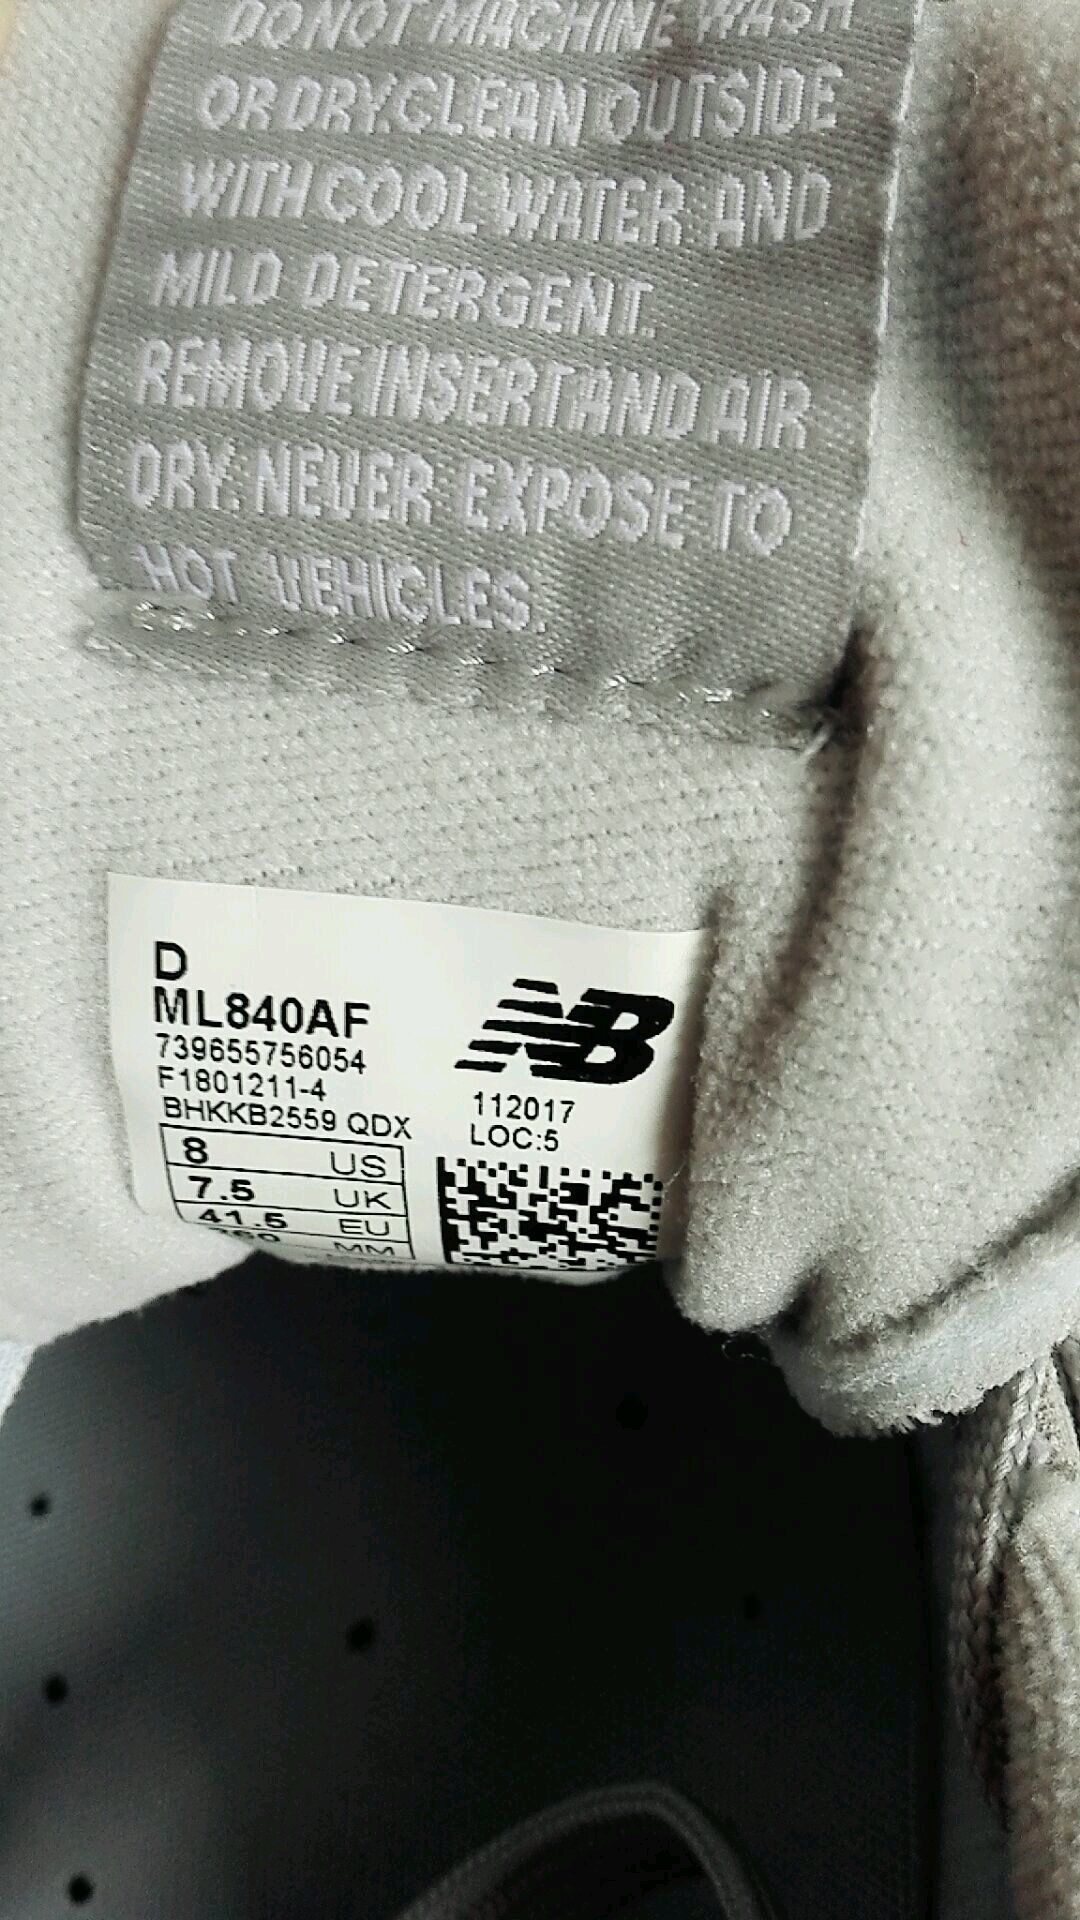 DO NOT MACHINE WASH
OR DRY.CLEAN OUTSIDE
WITH COOL WATER AND
MILD DETERGENT.
REMOVE INSERT AND AIR
DRY. NEVER EXPOSE TO
HOT VEHICLES.
D
ML840AF
739655756054
F1801211-4
BHKKB2559 QDX
8 US
7.5 UK
41.5 EU
260 MM
NB
112017
LOC:5